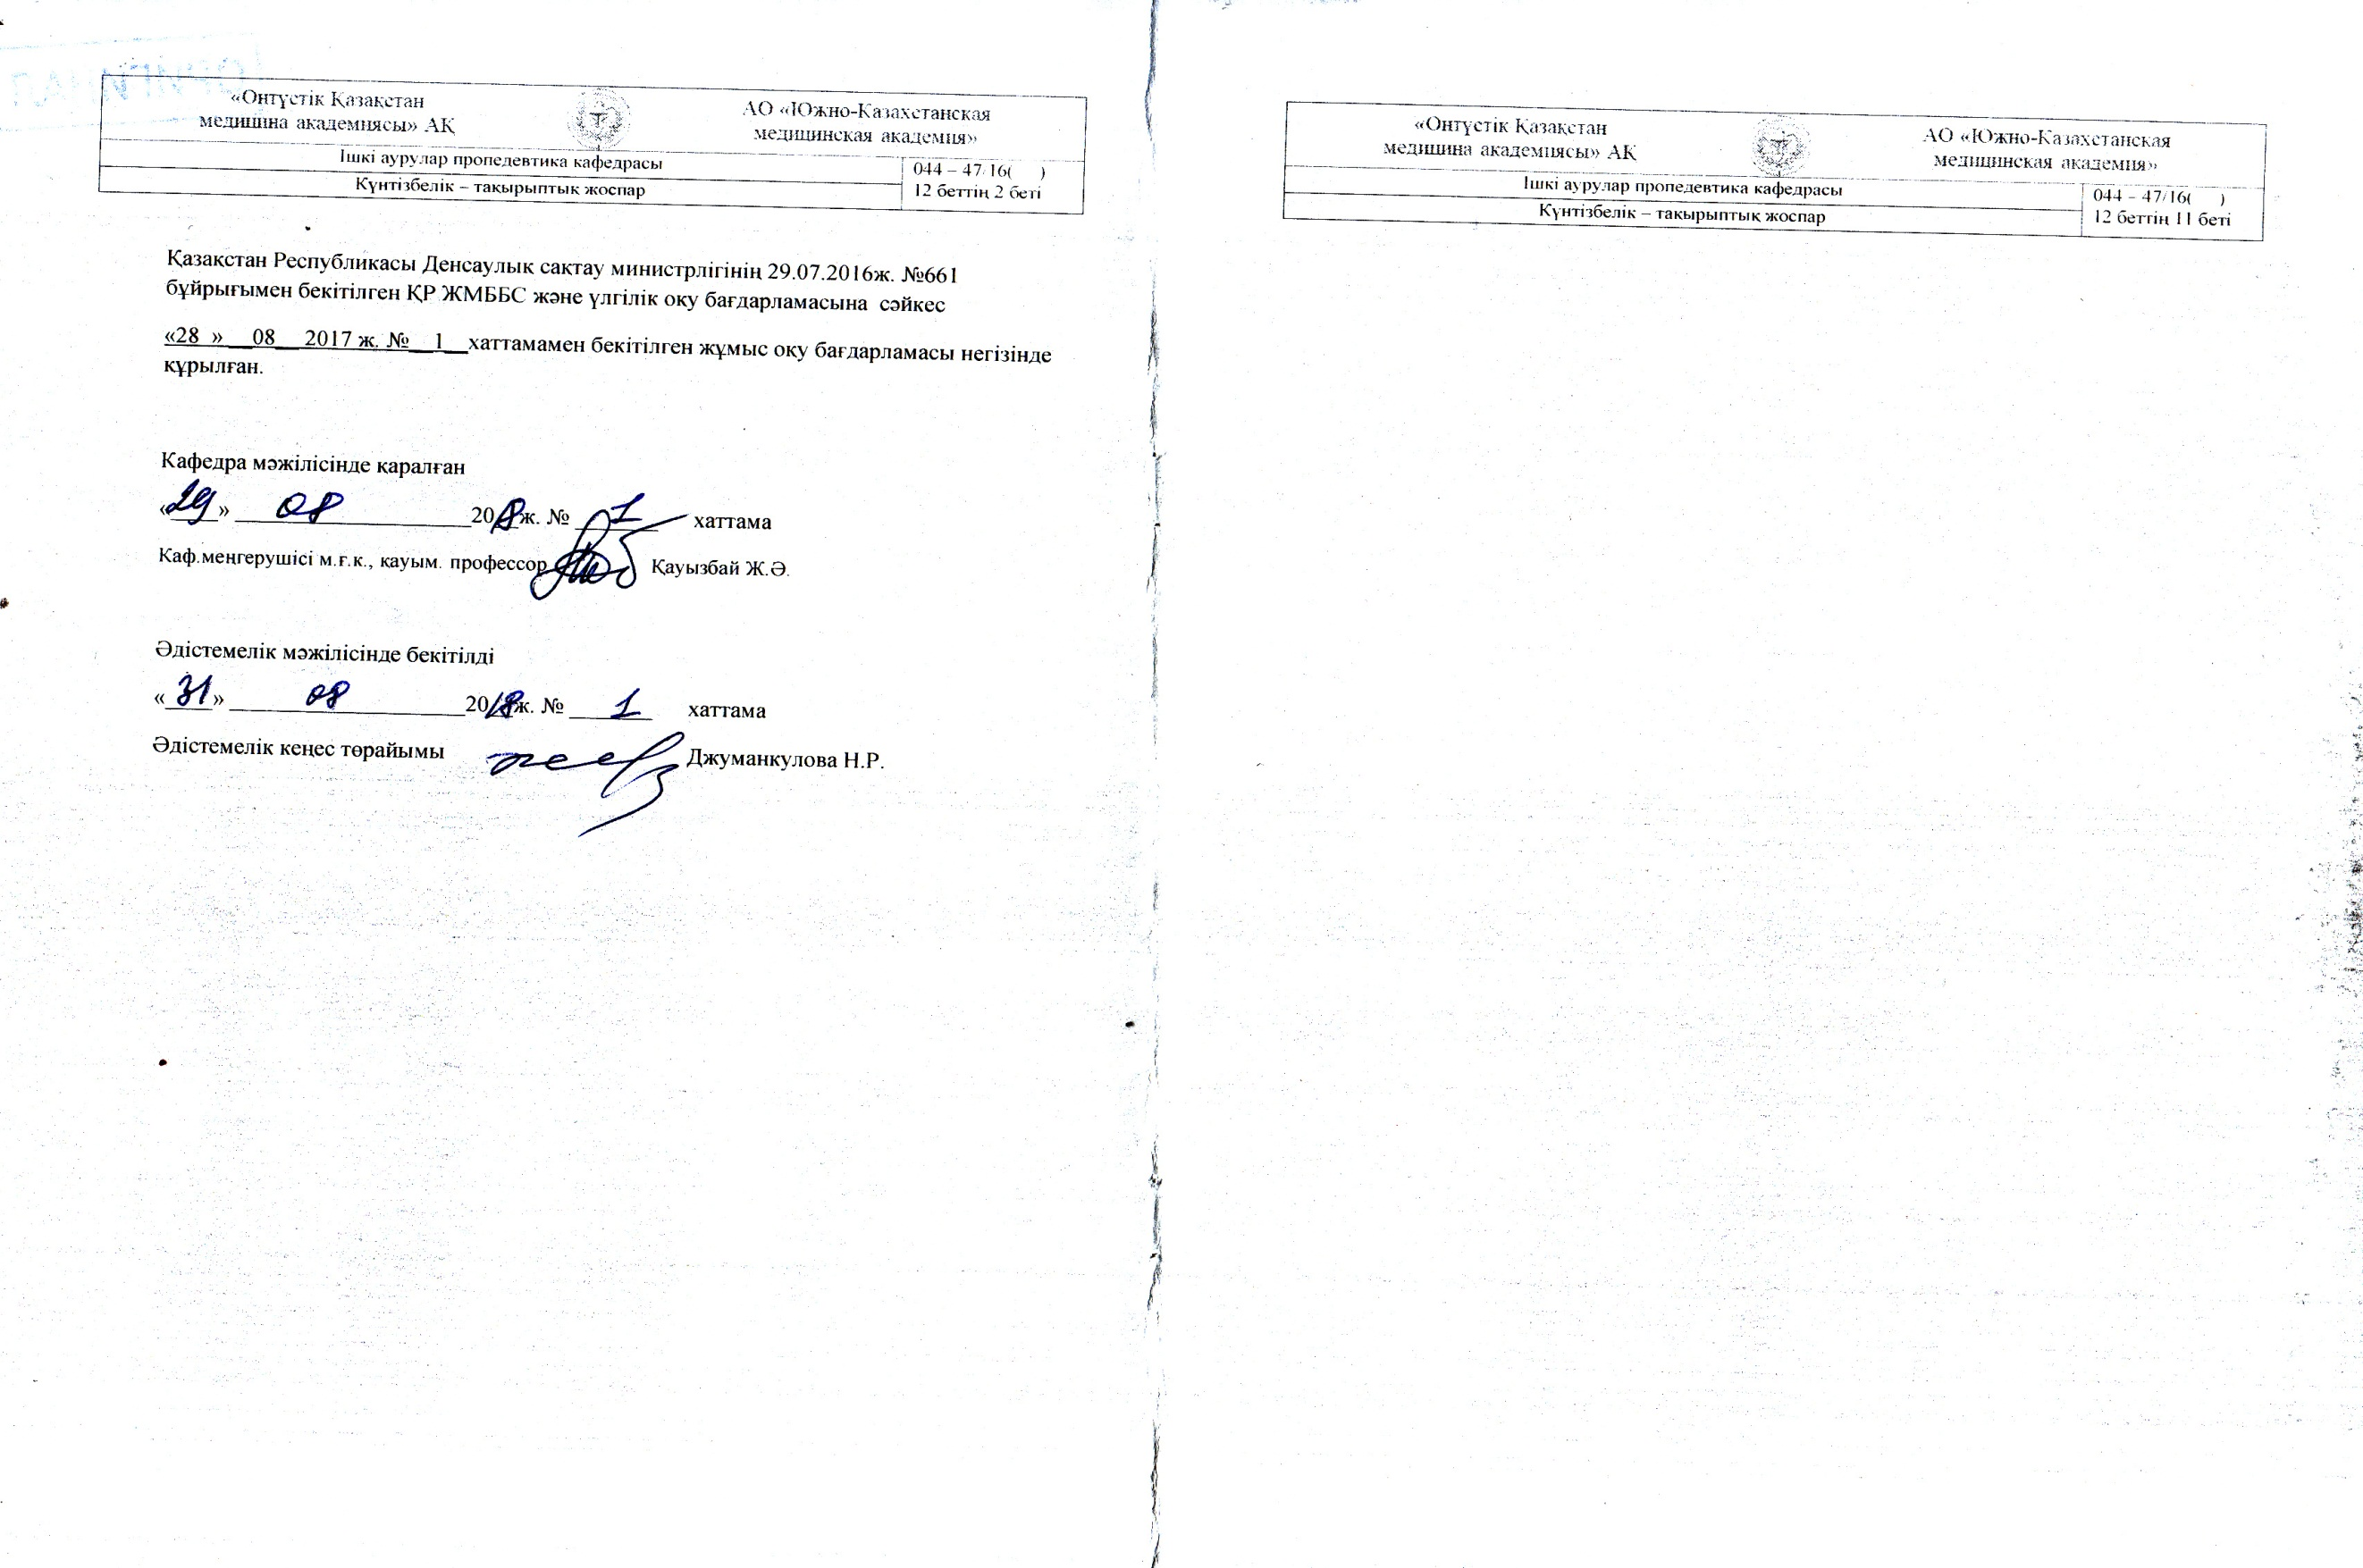 «Оңтүстік Қазақстан
медицина академиясы» АҚ
АО «Южно-Казахстанская
медицинская академия»
Ішкі аурулар пропедевтика кафедрасы
044 – 47/16(      )
Күнтізбелік – тақырыптық жоспар
12 беттің 2 беті
Қазақстан Республикасы Денсаулық сақтау министрлігінің 29.07.2016ж. №661
бұйрығымен бекітілген ҚР ЖМББС және үлгілік оқу бағдарламасына сәйкес
«28 »   08   2017 ж. №  1  хаттамамен бекітілген жұмыс оқу бағдарламасы негізінде
құрылған.
Кафедра мәжілісінде қаралған
«29» 08 2018ж. № 1 хаттама
Каф.меңгерушісі м.ғ.к., қауым. профессор Қауызбай Ж.Ә.
Әдістемелік мәжілісінде бекітілді
«31» 08 2018ж. № 1 хаттама
Әдістемелік кеңес төрайымы Джуманкулова Н.Р.
«Оңтүстік Қазақстан
медицина академиясы» АҚ
АО «Южно-Казахстанская
медицинская академия»
Ішкі аурулар пропедевтика кафедрасы
044 – 47/16(      )
Күнтізбелік – тақырыптық жоспар
12 беттің 11 беті